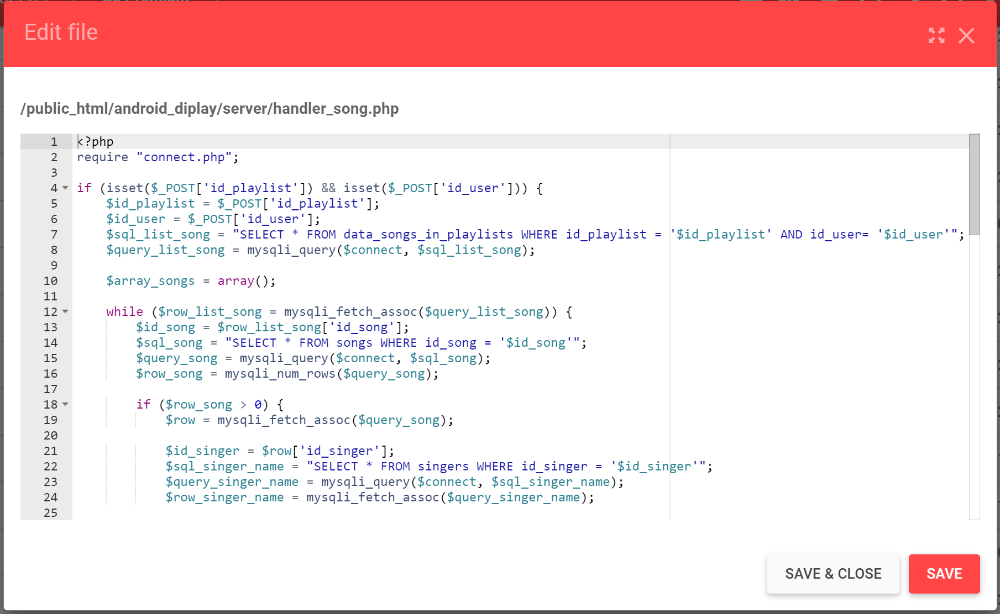 Edit file
/public_html/android_diplay/server/handler_song.php
1 <?php
2 require "connect.php";
3
4 if (isset($_POST['id_playlist']) && isset($_POST['id_user'])) {
5     $id_playlist = $_POST['id_playlist'];
6     $id_user = $_POST['id_user'];
7     $sql_list_song = "SELECT * FROM data_songs_in_playlists WHERE id_playlist = '$id_playlist' AND id_user= '$id_user'";
8     $query_list_song = mysqli_query($connect, $sql_list_song);
9
10     $array_songs = array();
11
12     while ($row_list_song = mysqli_fetch_assoc($query_list_song)) {
13         $id_song = $row_list_song['id_song'];
14         $sql_song = "SELECT * FROM songs WHERE id_song = '$id_song'";
15         $query_song = mysqli_query($connect, $sql_song);
16         $row_song = mysqli_num_rows($query_song);
17
18         if ($row_song > 0) {
19             $row = mysqli_fetch_assoc($query_song);
20
21             $id_singer = $row['id_singer'];
22             $sql_singer_name = "SELECT * FROM singers WHERE id_singer = '$id_singer'";
23             $query_singer_name = mysqli_query($connect, $sql_singer_name);
24             $row_singer_name = mysqli_fetch_assoc($query_singer_name);
25
SAVE & CLOSE SAVE